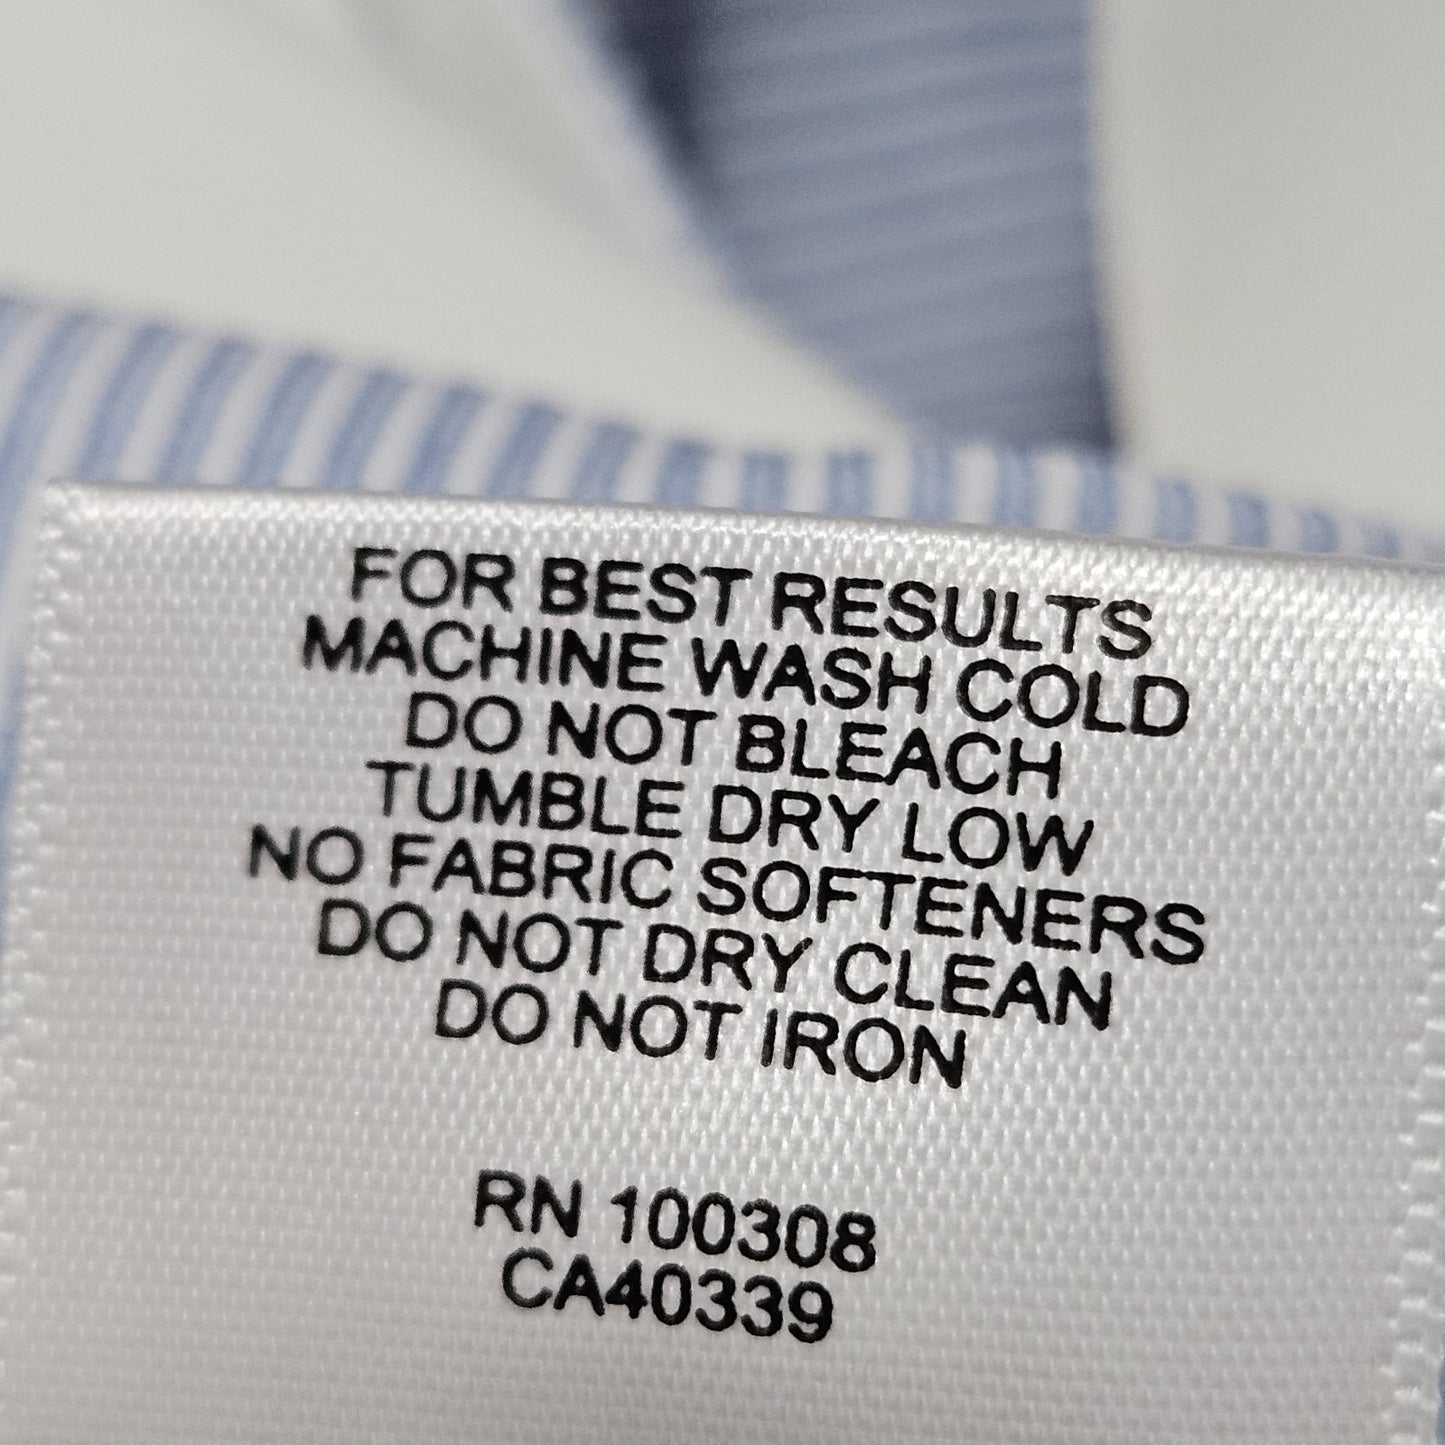 FOR BEST RESULTS
MACHINE WASH COLD
DO NOT BLEACH
TUMBLE DRY LOW
NO FABRIC SOFTENERS
DO NOT DRY CLEAN
DO NOT IRON
RN 100308
CA40339